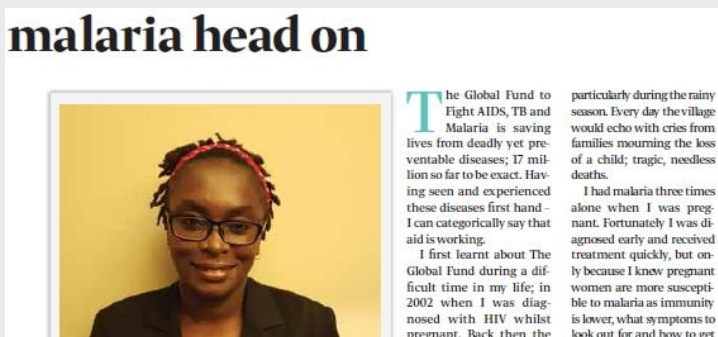 malaria head on
The Global Fund to
Fight AIDS, TB and
Malaria is saving
lives from deadly yet pre-
ventable diseases; 17 mil-
lion so far to be exact. Hav-
ing seen and experienced
these diseases first hand –
I can categorically say that
aid is working.
I first learnt about The
Global Fund during a dif-
ficult time in my life; in
2002 when I was diag-
nosed with HIV whilst
pregnant. Back then the
particularly during the rainy
season. Every day the village
would echo with cries from
families mourning the loss
of a child; tragic, needless
deaths.
I had malaria three times
alone when I was preg-
nant. Fortunately I was di-
agnosed early and received
treatment quickly, but on-
ly because I knew pregnant
women are more suscepti-
ble to malaria as immunity
is lower, what symptoms to
look out for and how to get